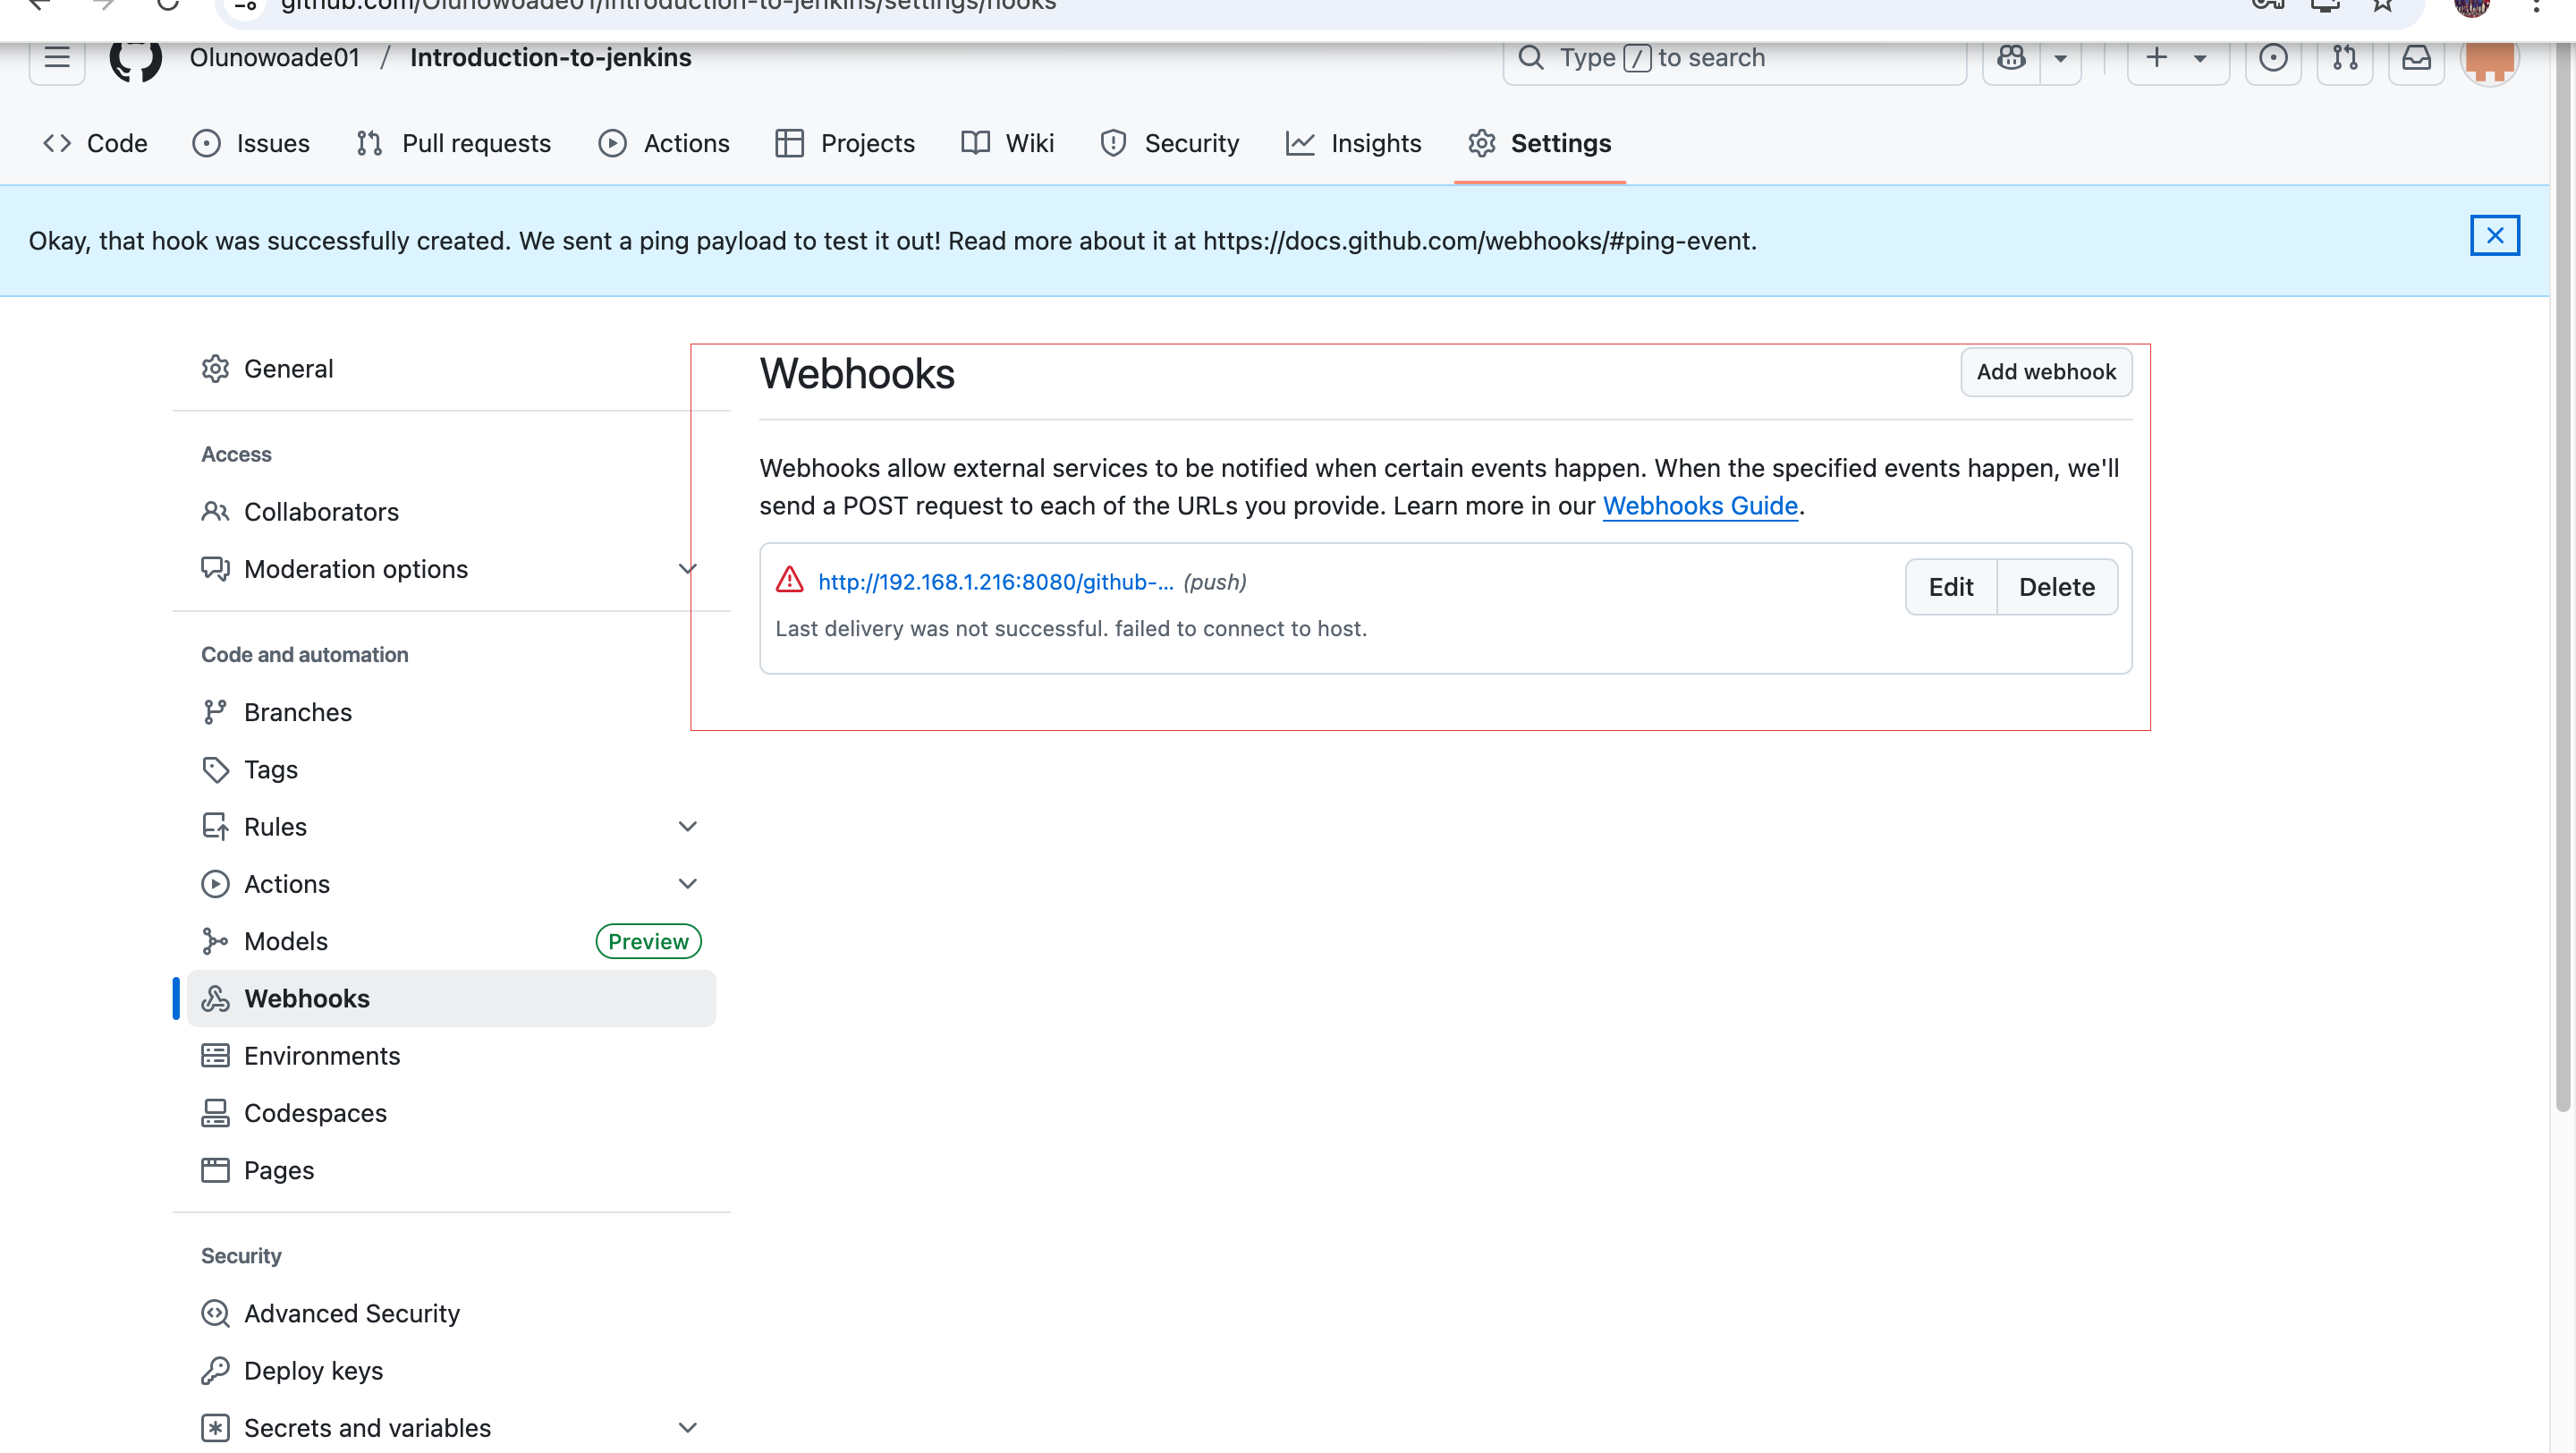 github.com/Olunowoade01/introduction-to-jenkins/settings/hooks
Olunowoade01 / Introduction-to-jenkins
Type / to search
Code Issues Pull requests Actions Projects Wiki Security Insights Settings
Okay, that hook was successfully created. We sent a ping payload to test it out! Read more about it at https://docs.github.com/webhooks/#ping-event.
General
Access
Collaborators
Moderation options
Code and automation
Branches
Tags
Rules
Actions
Models Preview
Webhooks
Environments
Codespaces
Pages
Security
Advanced Security
Deploy keys
Secrets and variables
Webhooks
Add webhook
Webhooks allow external services to be notified when certain events happen. When the specified events happen, we'll
send a POST request to each of the URLs you provide. Learn more in our Webhooks Guide.
http://192.168.1.216:8080/github-... (push)
Edit Delete
Last delivery was not successful. failed to connect to host.